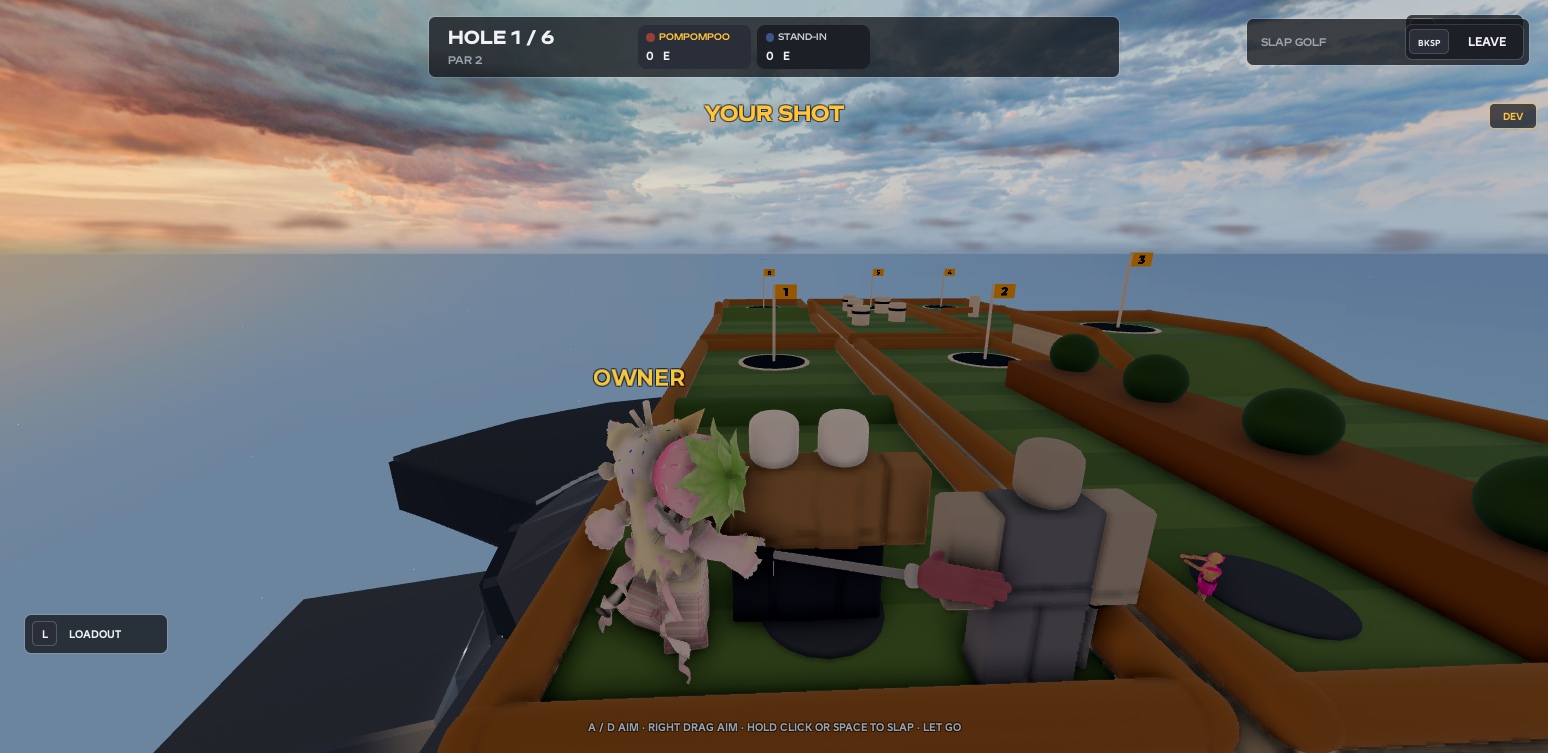 HOLE 1 / 6
PAR 2
POMPOMPOO
0 E
STAND-IN
0 E
SLAP GOLF
BKSP
LEAVE
YOUR SHOT
DEV
3
5
4
1
2
OWNER
L
LOADOUT
A / D AIM · RIGHT DRAG AIM · HOLD CLICK OR SPACE TO SLAP · LET GO